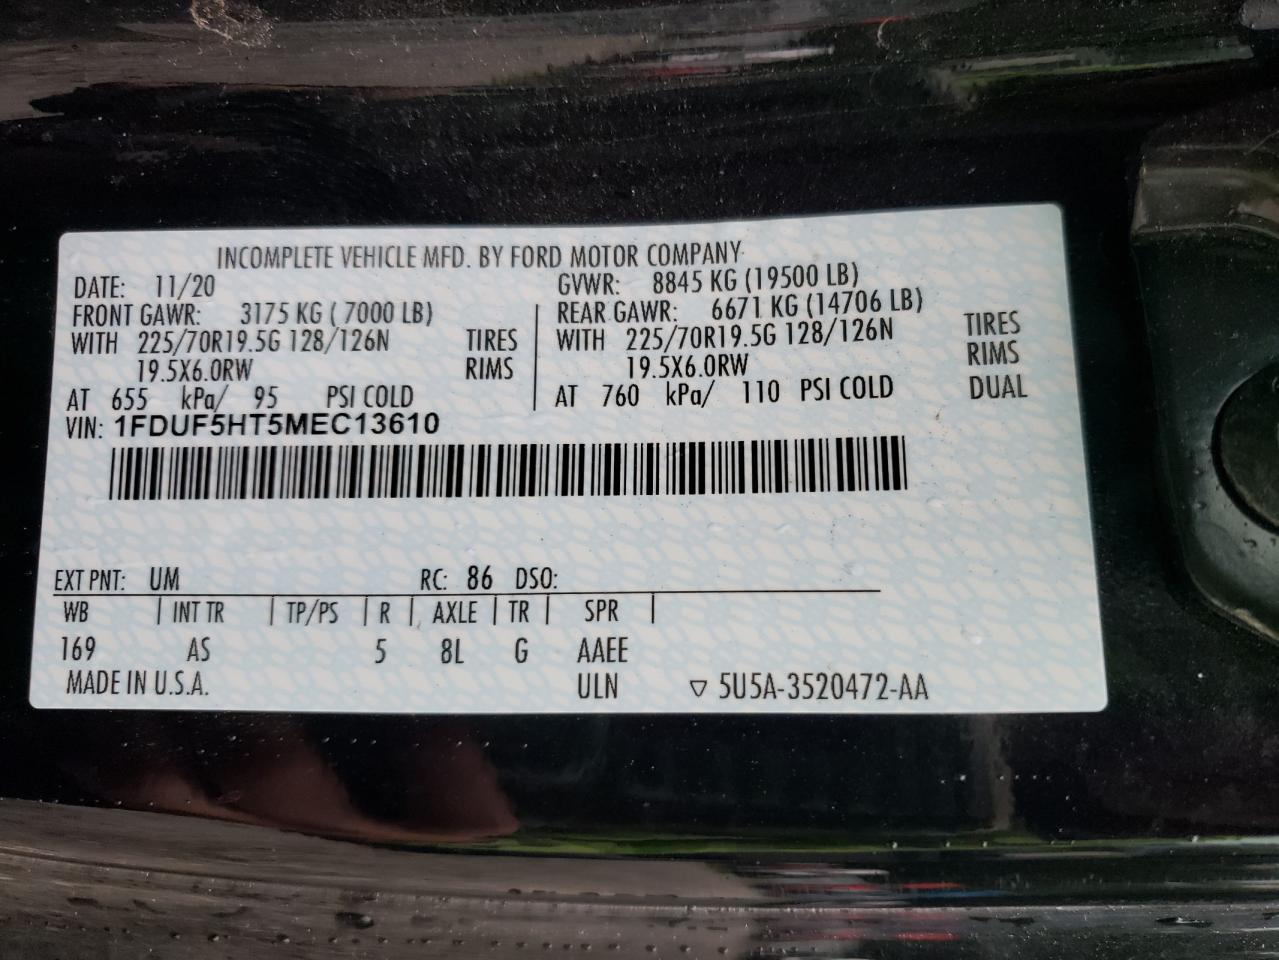 INCOMPLETE VEHICLE MFD. BY FORD MOTOR COMPANY
DATE: 11/20 GVWR: 8845 KG (19500 LB)
FRONT GAWR: 3175 KG ( 7000 LB) REAR GAWR: 6671 KG (14706 LB)
WITH 225/70R19.5G 128/126N TIRES WITH 225/70R19.5G 128/126N TIRES
19.5X6.0RW RIMS 19.5X6.0RW RIMS
AT 655 kPa/ 95 PSI COLD AT 760 kPa/ 110 PSI COLD DUAL
VIN: 1FDUF5HT5MEC13610
EXT PNT: UM RC: 86 DSO:
WB | INT TR | TP/PS | R | AXLE | TR | SPR |
169 AS 5 8L G AAEE
MADE IN U.S.A. ULN ▽ 5U5A-3520472-AA